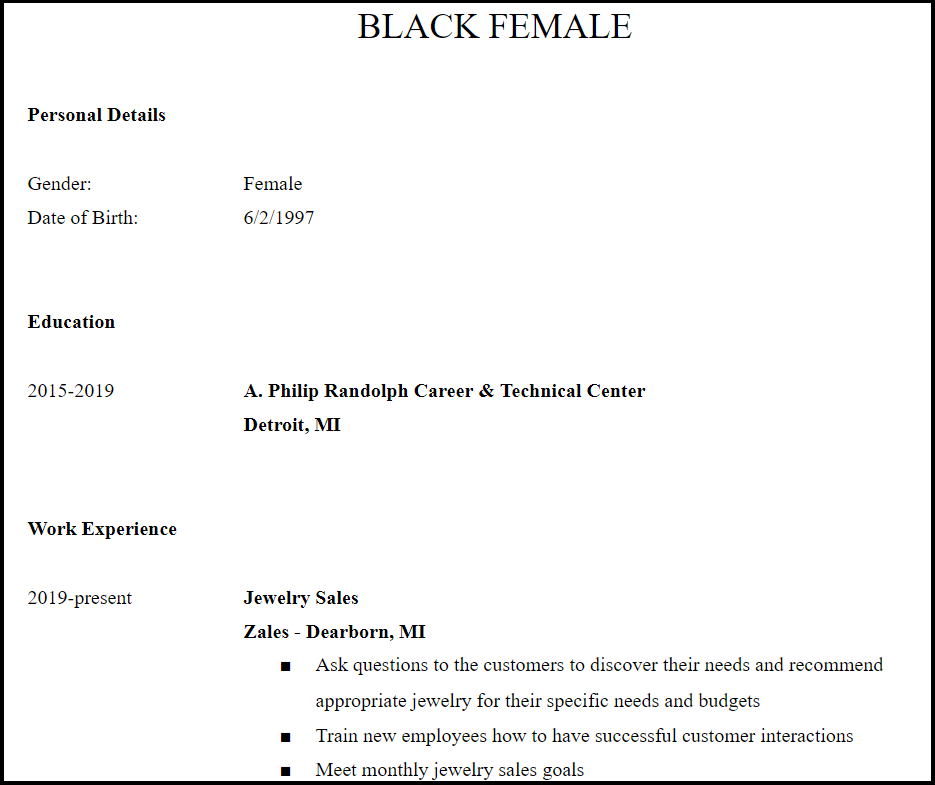 BLACK FEMALE
Personal Details
Gender: Female
Date of Birth: 6/2/1997
Education
2015-2019 A. Philip Randolph Career & Technical Center
Detroit, MI
Work Experience
2019-present Jewelry Sales
Zales - Dearborn, MI
■ Ask questions to the customers to discover their needs and recommend
appropriate jewelry for their specific needs and budgets
■ Train new employees how to have successful customer interactions
■ Meet monthly jewelry sales goals